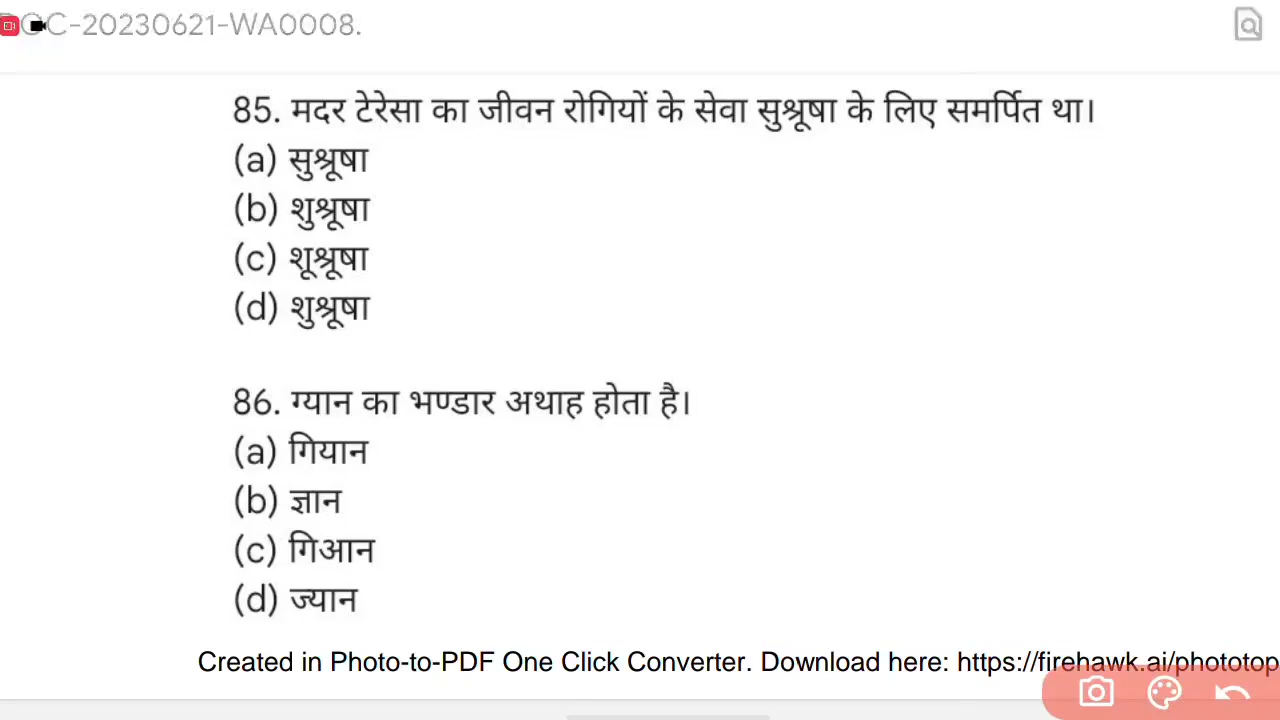 OC-20230621-WA0008.
85. मदर टेरेसा का जीवन रोगियों के सेवा सुश्रूषा के लिए समर्पित था।
(a) सुश्रूषा
(b) शुश्रूषा
(c) शूश्रूषा
(d) शुश्रूषा
86. ग्यान का भण्डार अथाह होता है।
(a) गियान
(b) ज्ञान
(c) गिआन
(d) ज्यान
Created in Photo-to-PDF One Click Converter. Download here: https://firehawk.ai/phototop